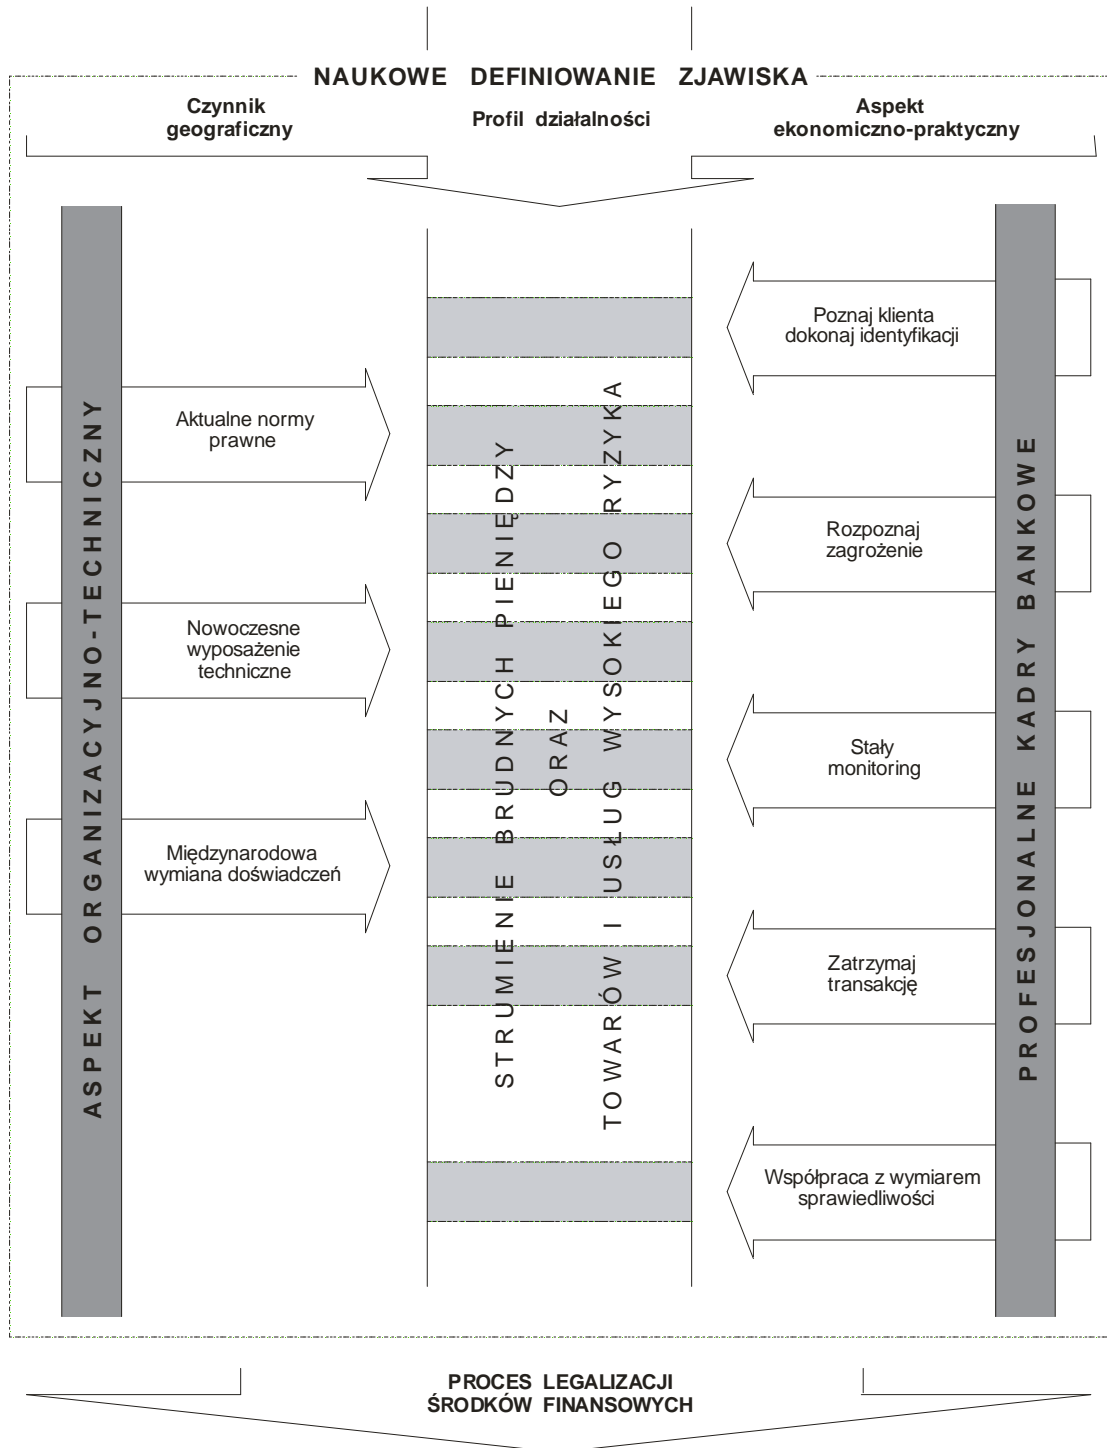 NAUKOWE DEFINIOWANIE ZJAWISKA
Czynnik
geograficzny
Profil działalności
Aspekt
ekonomiczno-praktyczny
ASPEKT ORGANIZACYJNO-TECHNICZNY
Aktualne normy
prawne
Nowoczesne
wyposażenie
techniczne
Międzynarodowa
wymiana doświadczeń
STRUMIENIE BRUDNYCH PIENIĘDZY
ORAZ
TOWARÓW I USŁUG WYSOKIEGO RYZYKA
Poznaj klienta
dokonaj identyfikacji
Rozpoznaj
zagrożenie
Stały
monitoring
Zatrzymaj
transakcję
Współpraca z wymiarem
sprawiedliwości
PROFESJONALNE KADRY BANKOWE
PROCES LEGALIZACJI
ŚRODKÓW FINANSOWYCH